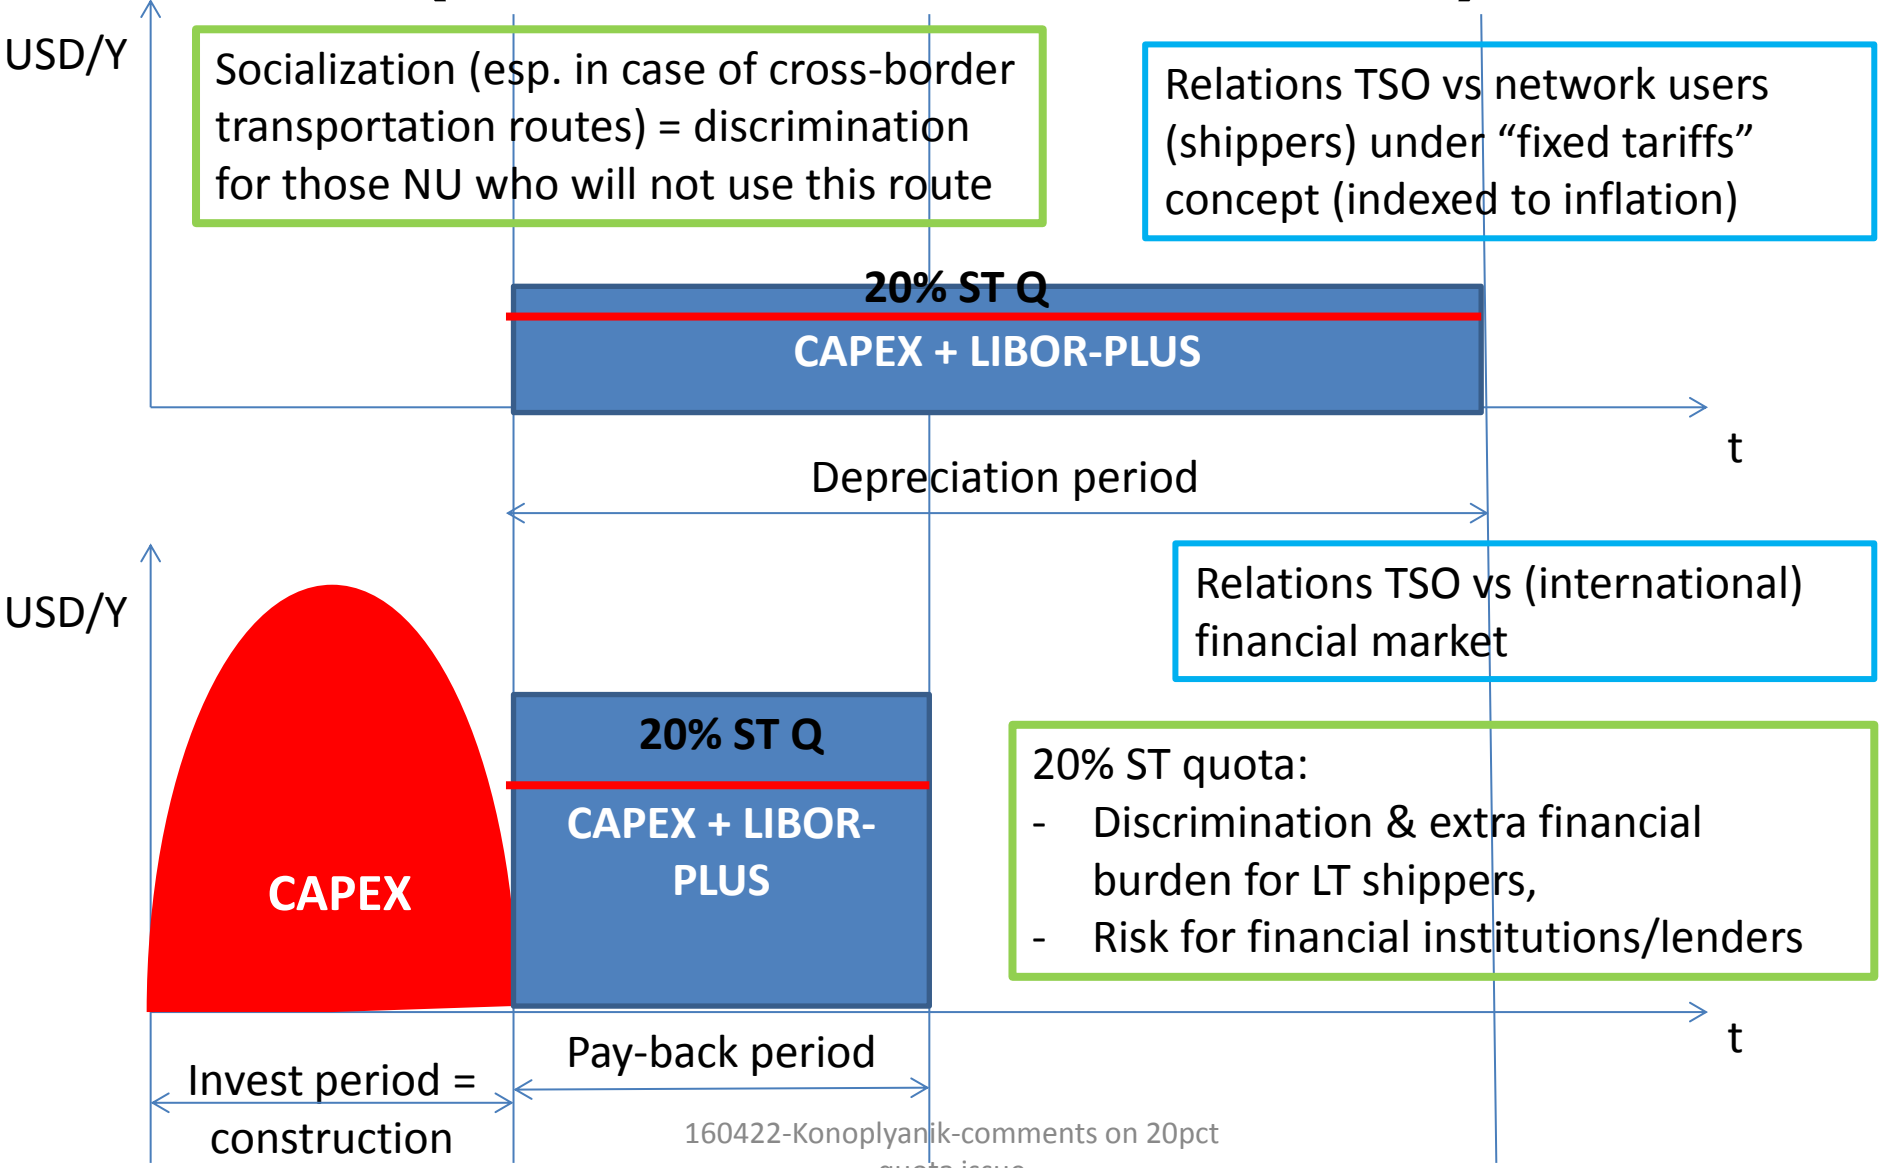 USD/Y
Socialization (esp. in case of cross-border
transportation routes) = discrimination
for those NU who will not use this route
Relations TSO vs network users
(shippers) under “fixed tariffs”
concept (indexed to inflation)
20% ST Q
CAPEX + LIBOR-PLUS
t
Depreciation period
USD/Y
Relations TSO vs (international)
financial market
20% ST Q
CAPEX + LIBOR-
PLUS
CAPEX
20% ST quota:
- Discrimination & extra financial
burden for LT shippers,
- Risk for financial institutions/lenders
t
Pay-back period
Invest period =
construction
160422-Konoplyanik-comments on 20pct
quota issue